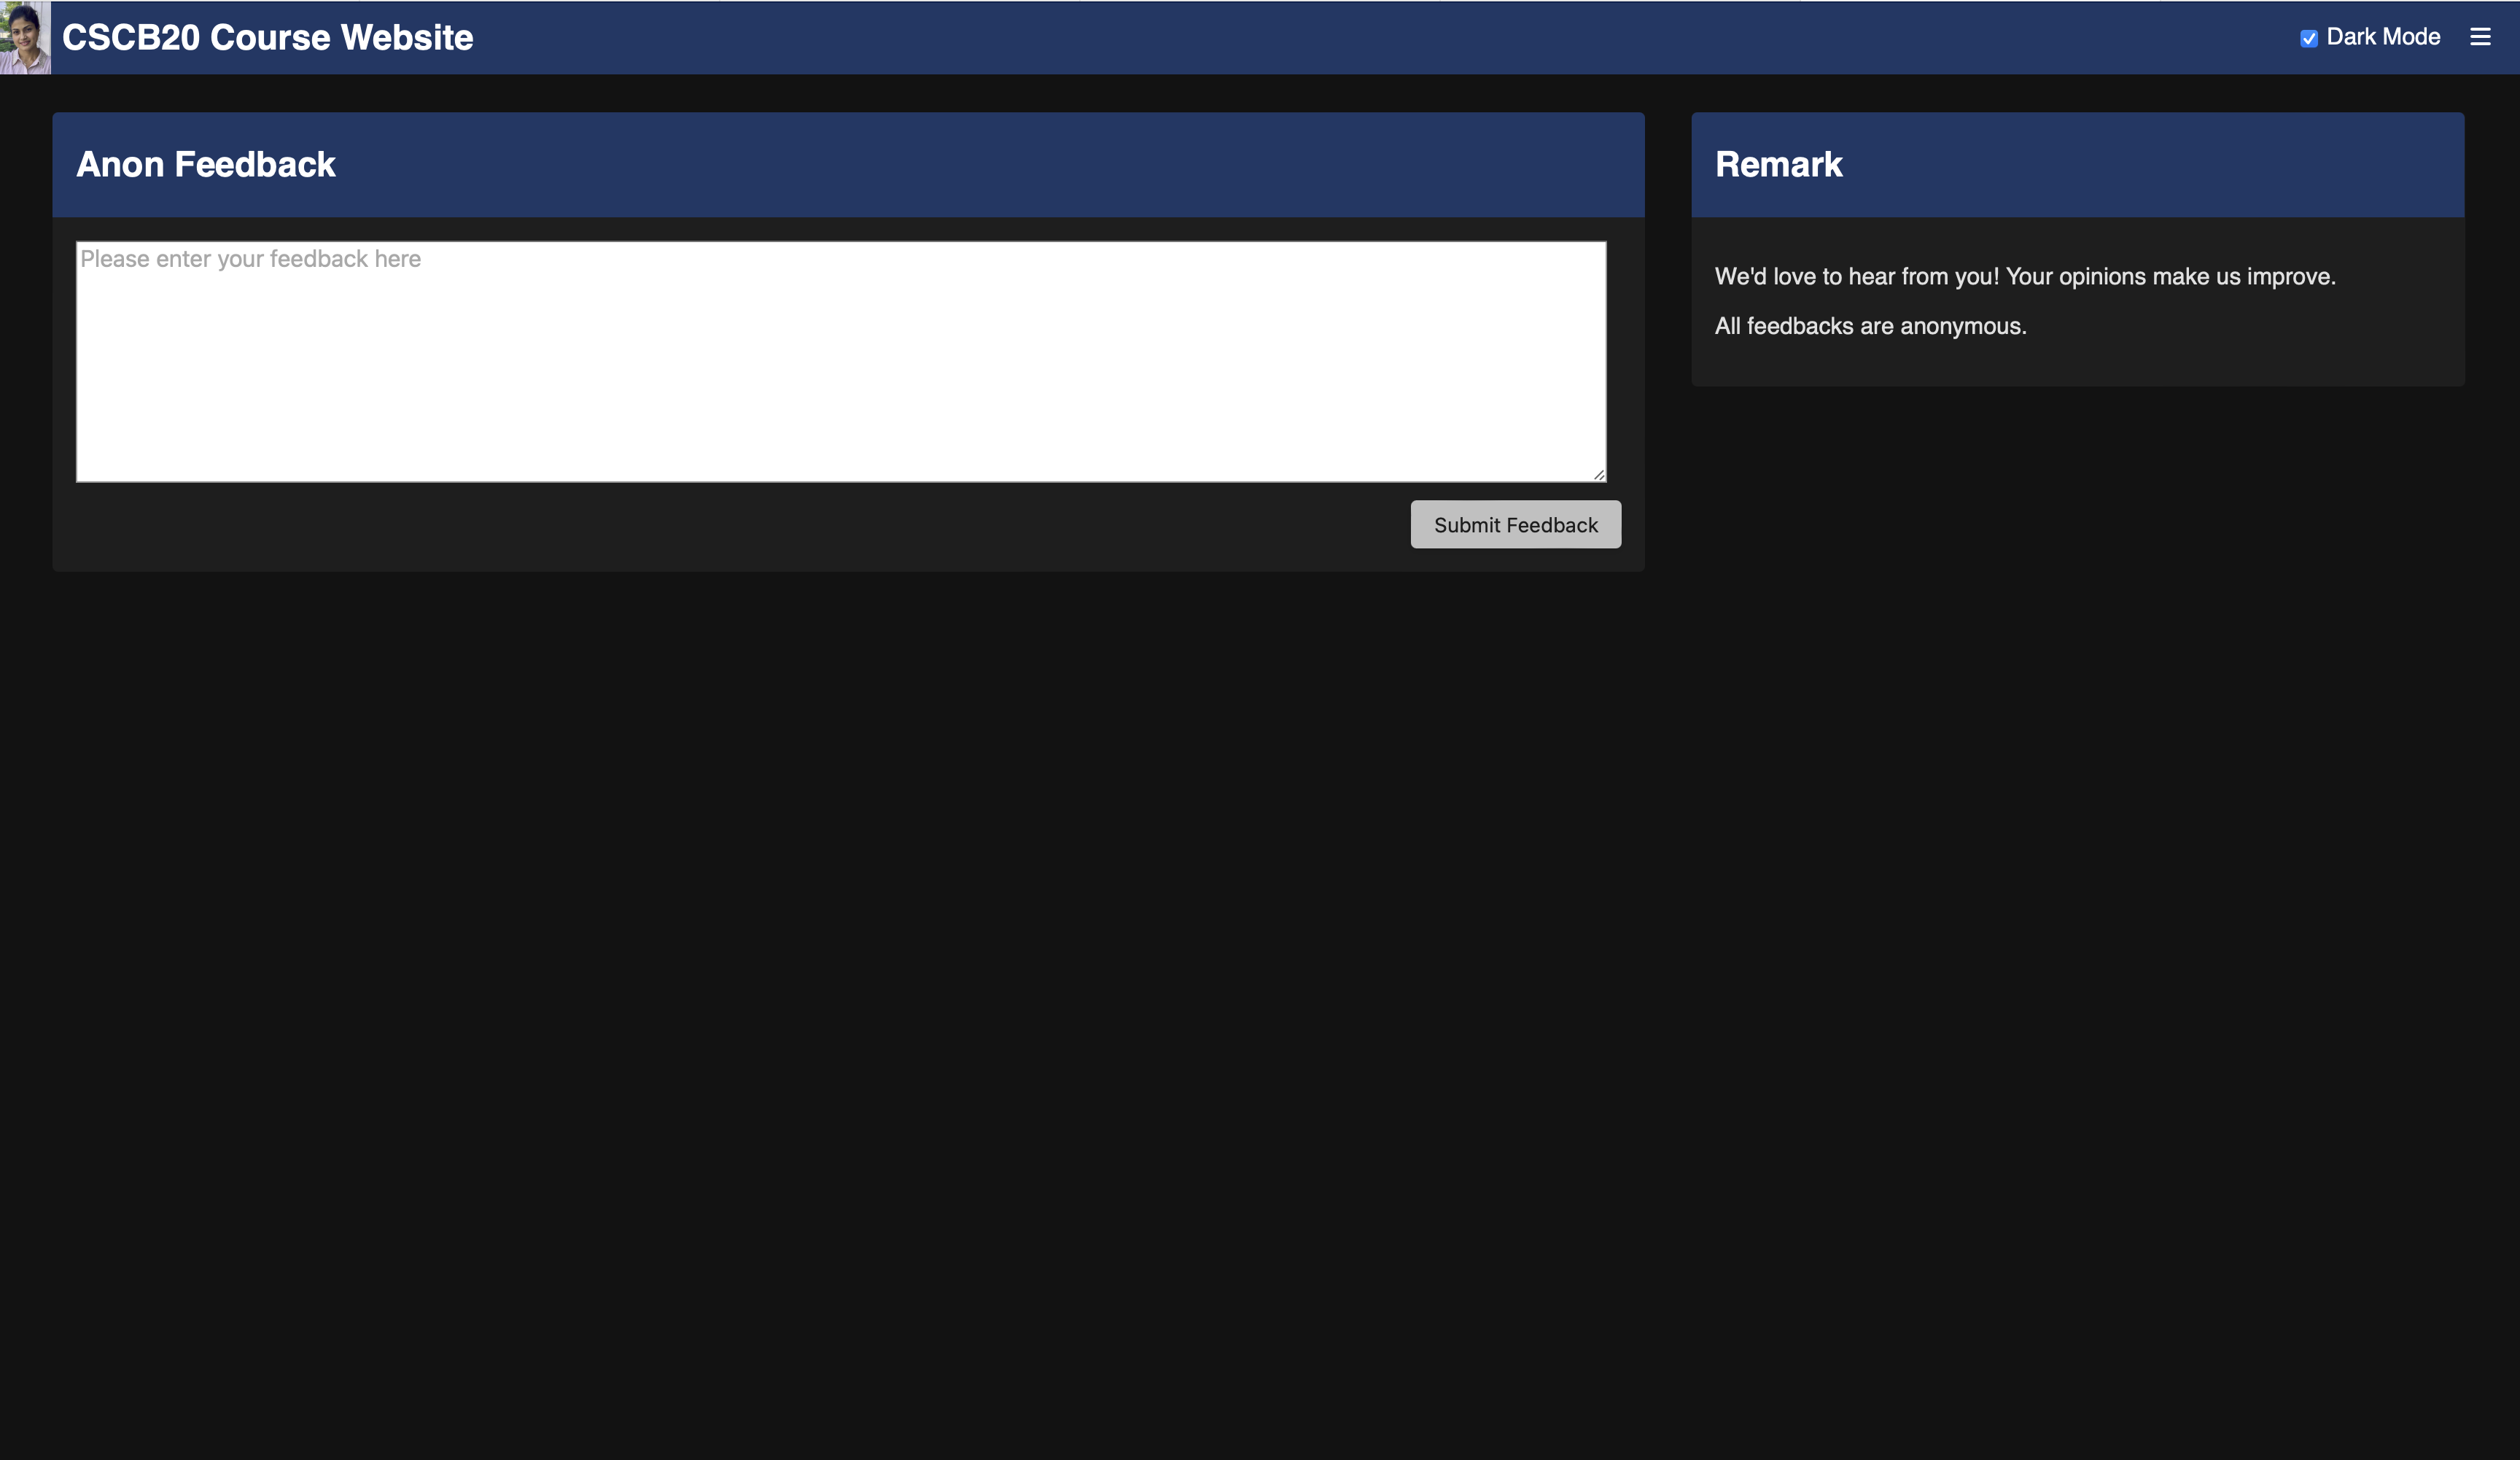 CSCB20 Course Website
Dark Mode
Anon Feedback
Please enter your feedback here
Submit Feedback
Remark
We'd love to hear from you! Your opinions make us improve.
All feedbacks are anonymous.